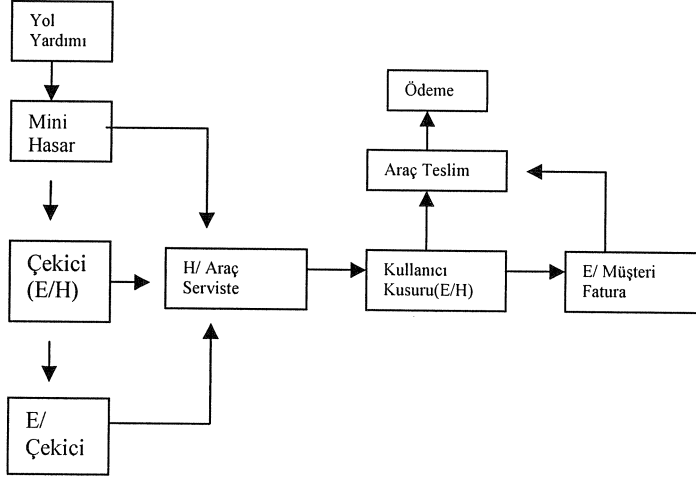 Yol
Yardımı
Mini
Hasar
Çekici
(E/H)
E/
Çekici
H/ Araç
Serviste
Ödeme
Araç Teslim
Kullanıcı
Kusuru(E/H)
E/ Müşteri
Fatura